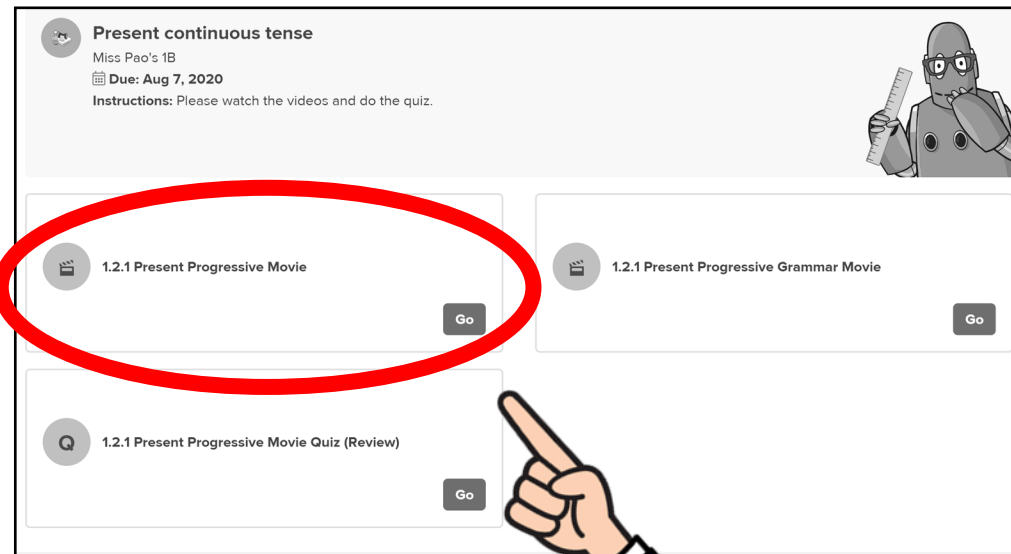 Present continuous tense
Miss Pao's 1B
Due: Aug 7, 2020
Instructions: Please watch the videos and do the quiz.
1.2.1 Present Progressive Movie
Go
1.2.1 Present Progressive Grammar Movie
Go
Q
1.2.1 Present Progressive Movie Quiz (Review)
Go